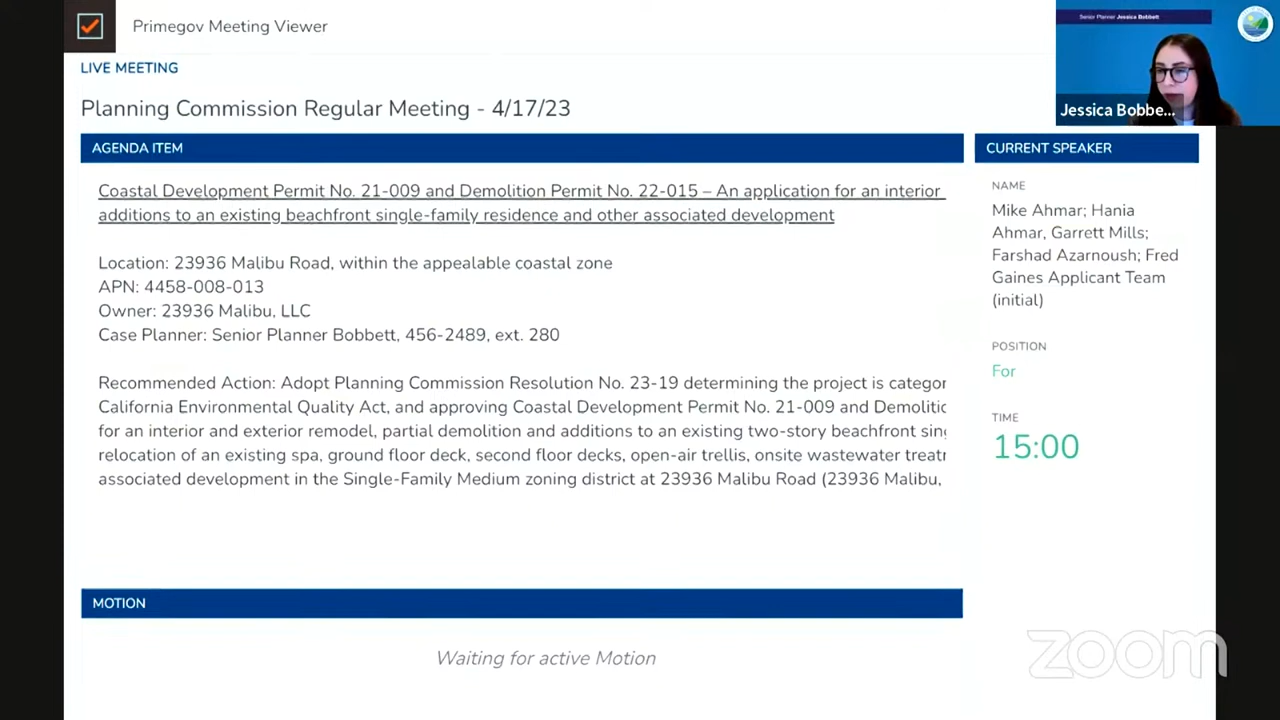 Primegov Meeting Viewer
Senior Planner Jessica Bobbett
Jessica Bobbe...
LIVE MEETING
Planning Commission Regular Meeting - 4/17/23
AGENDA ITEM
Coastal Development Permit No. 21-009 and Demolition Permit No. 22-015 – An application for an interior
additions to an existing beachfront single-family residence and other associated development
Location: 23936 Malibu Road, within the appealable coastal zone
APN: 4458-008-013
Owner: 23936 Malibu, LLC
Case Planner: Senior Planner Bobbett, 456-2489, ext. 280
Recommended Action: Adopt Planning Commission Resolution No. 23-19 determining the project is categor
California Environmental Quality Act, and approving Coastal Development Permit No. 21-009 and Demolitic
for an interior and exterior remodel, partial demolition and additions to an existing two-story beachfront sing
relocation of an existing spa, ground floor deck, second floor decks, open-air trellis, onsite wastewater treatr
associated development in the Single-Family Medium zoning district at 23936 Malibu Road (23936 Malibu,
CURRENT SPEAKER
NAME
Mike Ahmar; Hania
Ahmar, Garrett Mills;
Farshad Azarnoush; Fred
Gaines Applicant Team
(initial)
POSITION
For
TIME
15:00
MOTION
Waiting for active Motion
zoom